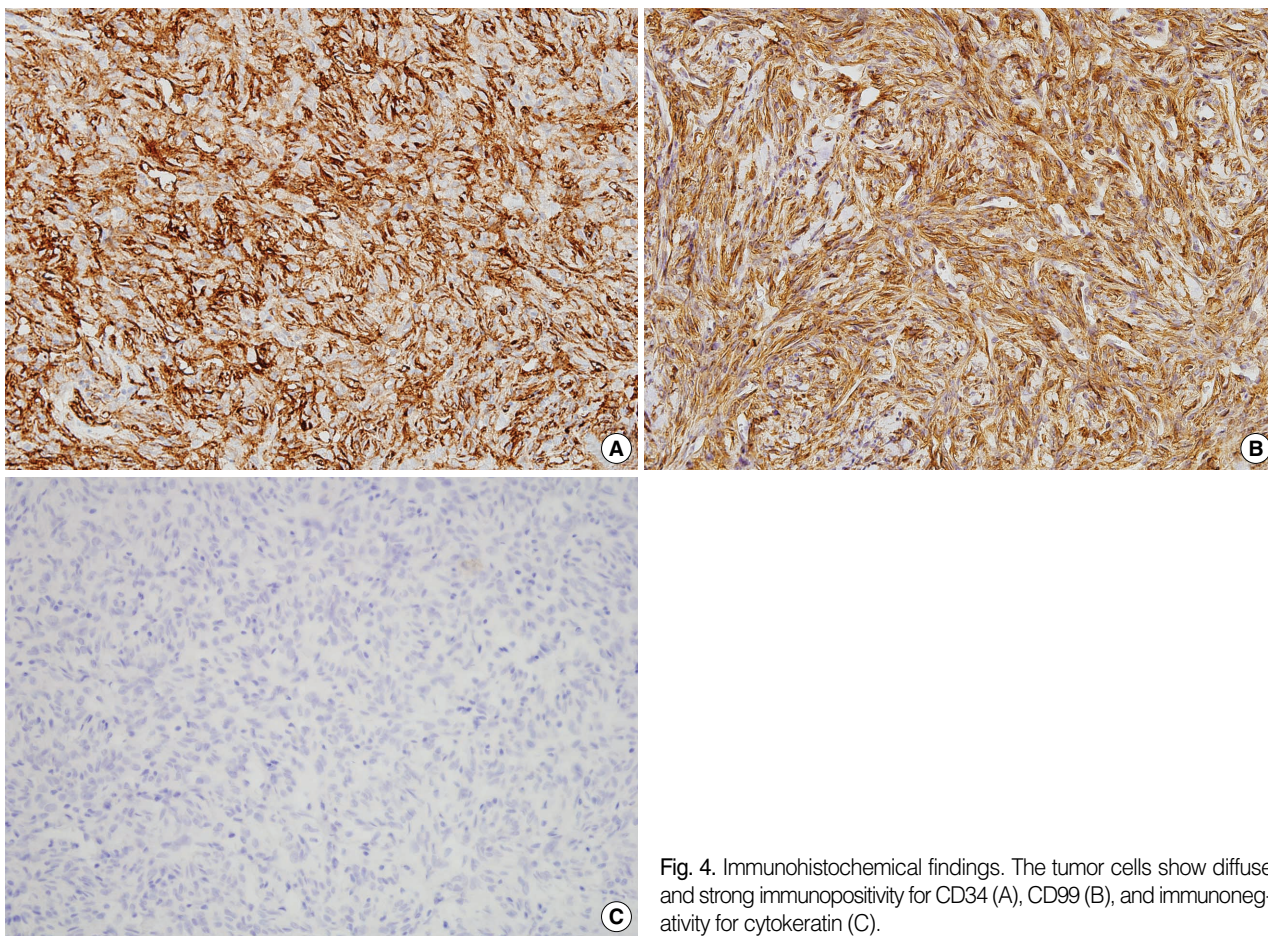 A
B
C
Fig. 4. Immunohistochemical findings. The tumor cells show diffuse
and strong immunopositivity for CD34 (A), CD99 (B), and immunoneg-
ativity for cytokeratin (C).